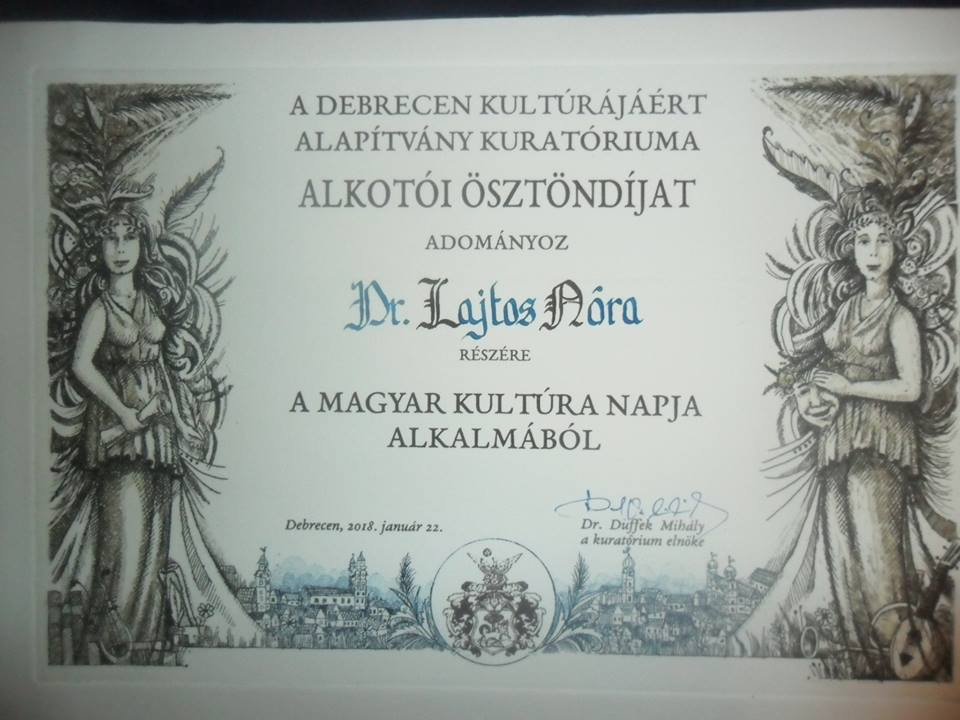 A DEBRECEN KULTÚRÁJÁÉRT
ALAPÍTVÁNY KURATÓRIUMA
ALKOTÓI ÖSZTÖNDÍJAT
ADOMÁNYOZ
Dr. Lajtos Nóra
RÉSZÉRE
A MAGYAR KULTÚRA NAPJA
ALKALMÁBÓL
Debrecen, 2018. január 22.
Dr. Duffek Mihály
a kuratórium elnöke